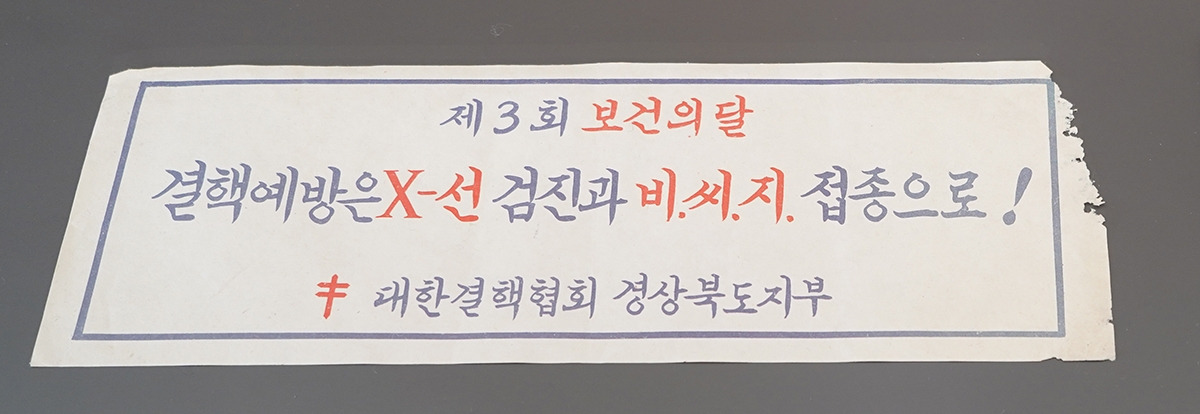 제3회 보건의달
결핵예방은 X-선 검진과 비.씨.지. 접종으로!
대한결핵협회 경상북도지부